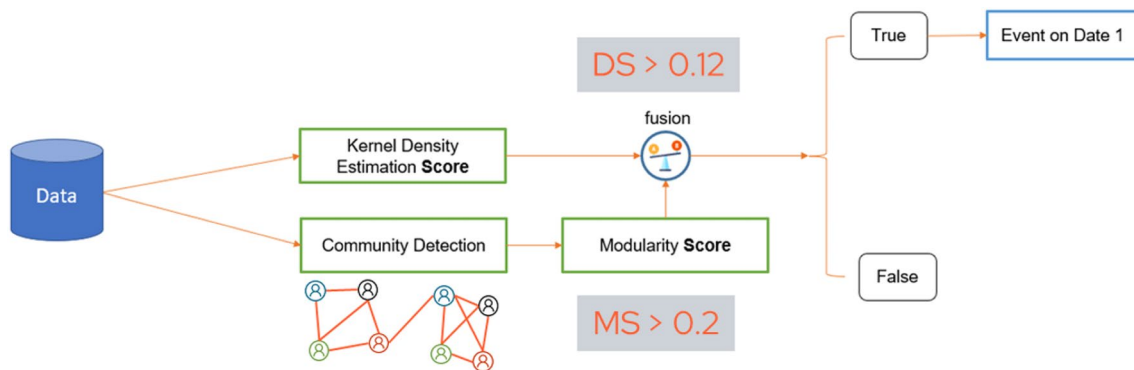 True
Event on Date 1
DS > 0.12
fusion
Kernel Density
Estimation Score
Data
Community Detection
Modularity Score
False
MS > 0.2